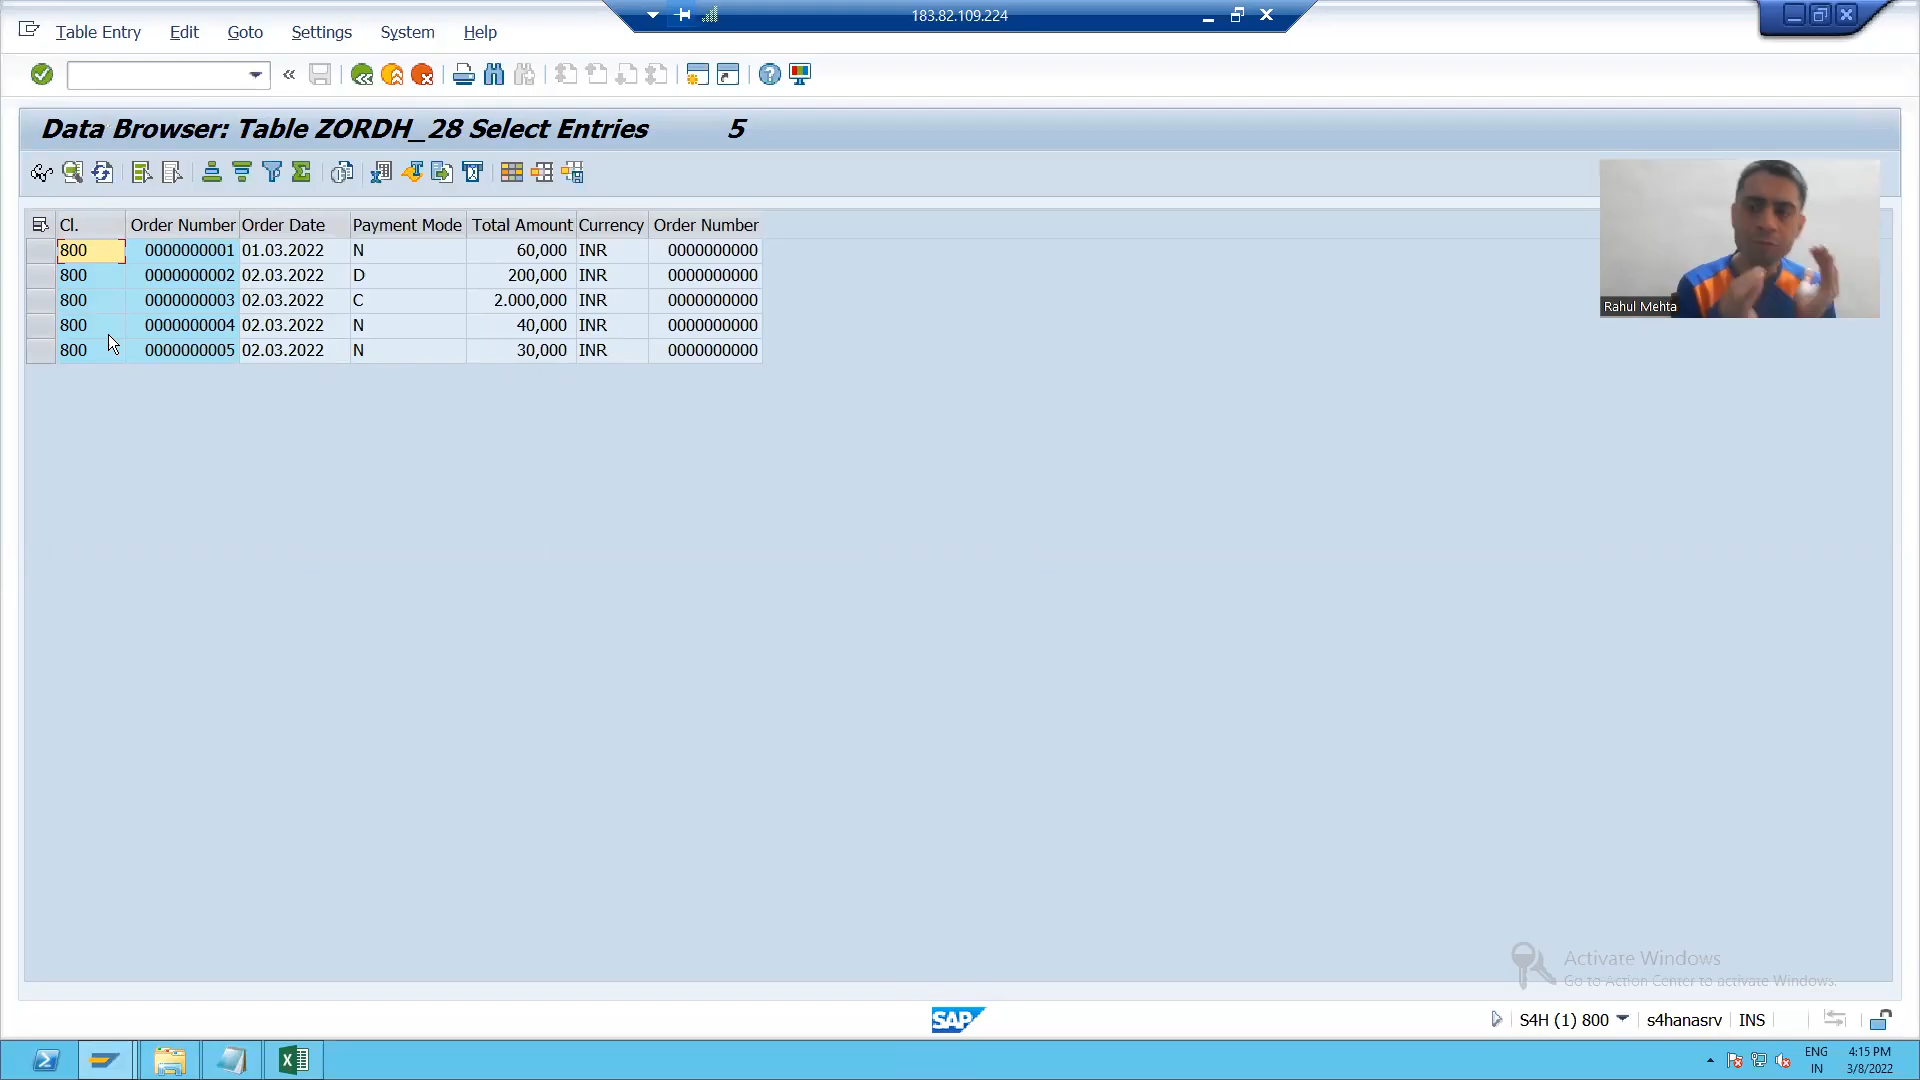 183.82.109.224
Table Entry Edit Goto Settings System Help
Data Browser: Table ZORDH_28 Select Entries 5
Cl. Order Number Order Date Payment Mode Total Amount Currency Order Number
800 0000000001 01.03.2022 N 60,000 INR 0000000000
800 0000000002 02.03.2022 D 200,000 INR 0000000000
800 0000000003 02.03.2022 C 2.000,000 INR 0000000000
800 0000000004 02.03.2022 N 40,000 INR 0000000000
800 0000000005 02.03.2022 N 30,000 INR 0000000000
Rahul Mehta
Activate Windows
Go to Action Center to activate Windows.
SAP
S4H (1) 800 s4hanasrv INS
ENG 4:15 PM
IN 3/8/2022